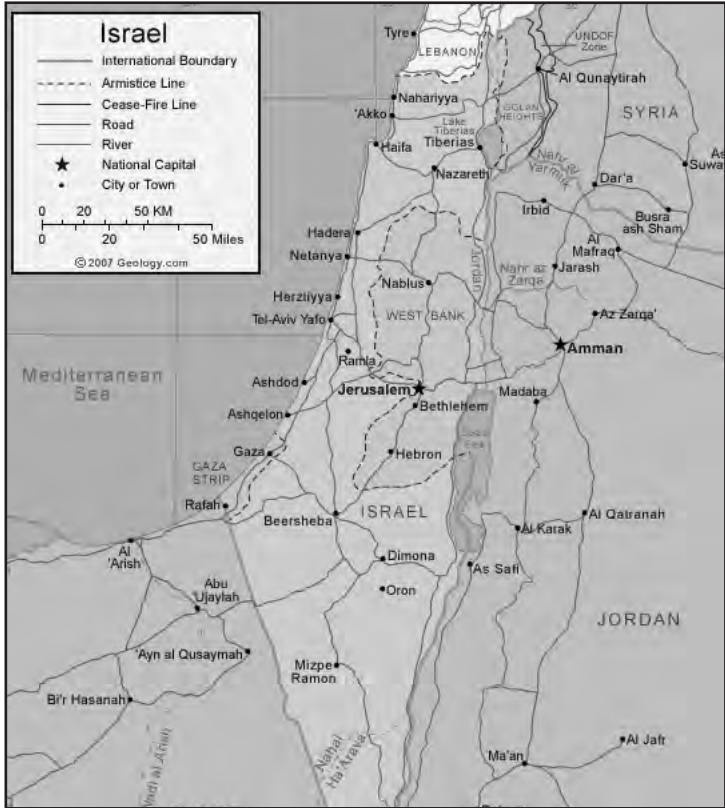 Israel
International Boundary
Armistice Line
Cease-Fire Line
Road
River
National Capital
City or Town
0 20 50 KM
0 20 50 Miles
© 2007 Geology.com
Tyre
LEBANON
UNDOF
Zone
Al Qunaytirah
Nahariyya
'Akko
GOLAN
HEIGHTS
SYRIA
Lake
Tiberias
Tiberias
Haifa
Nazareth
Nahr al
Yarmuk
Dar'a
Irbid
Busra
ash Sham
Hadera
Al
Mafraq
Netanya
Jordan
Nahr az
Zarqa
Jarash
Nablus
Herzliyya
WEST BANK
Az Zarqa'
Tel-Aviv Yafo
Amman
Ramla
Mediterranean
Sea
Ashdod
Jerusalem
Madaba
Bethlehem
Ashqelon
Sea
Hebron
Gaza
GAZA
STRIP
Rafah
Beersheba
ISRAEL
Al Qatranah
Al Karak
Al
'Arish
Dimona
As Safi
Abu
'Ujaylah
Oron
JORDAN
'Ayn al Qusaymah
Mizpe
Ramon
Bi'r Hasanah
Nahal
Ha'Arava
Wadi al Arish
Al Jafr
Ma'an